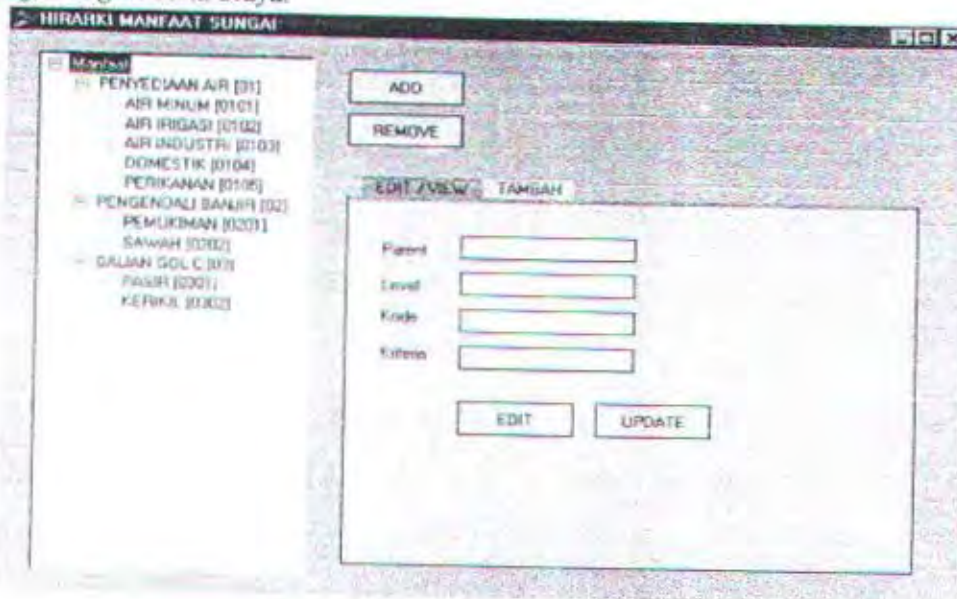 HIRARKI MANFAAT SUNGAI
Manfaat
PENYEDIAAN AIR [01]
AIR MINUM [0101]
AIR IRIGASI [0102]
AIR INDUSTRI [0103]
DOMESTIK [0104]
PERIKANAN [0105]
PENGENDALI BANJIR [02]
PEMUKIMAN [0201]
SAWAH [0202]
GALIAN GOL C [03]
PASIR [0301]
KERIKIL [0302]
ADD
REMOVE
EDIT / VIEW TAMBAH
Parent
Level
Kode
Kriteria
EDIT UPDATE